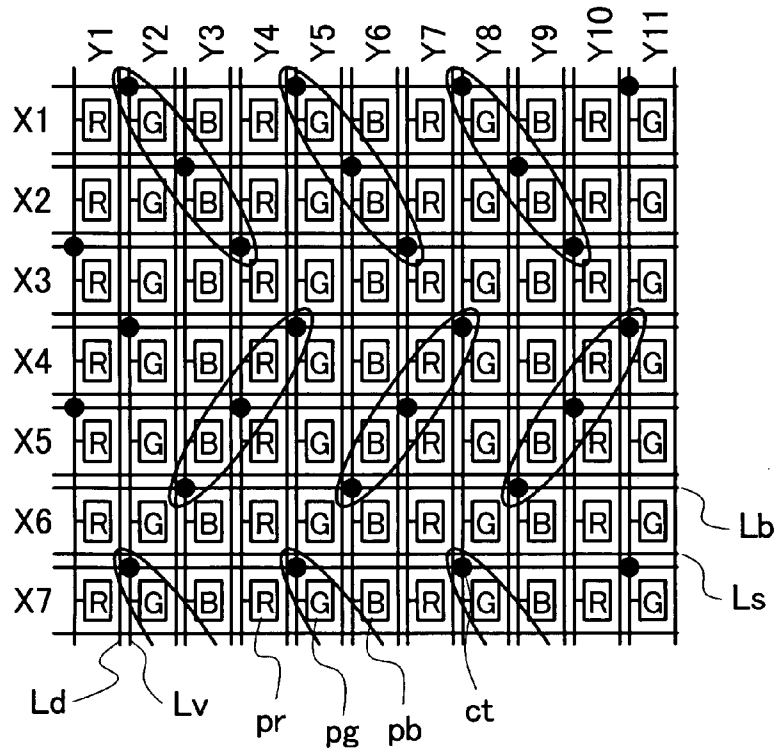 Y1 Y2 Y3 Y4 Y5 Y6 Y7 Y8 Y9 Y10 Y11
X1 R G B R G B R G B R G
X2 R G B R G B R G B R G
X3 R G B R G B R G B R G
X4 R G B R G B R G B R G
X5 R G B R G B R G B R G
X6 R G B R G B R G B R G
Lb
Ls
X7 R G B R G B R G B R G
Ld Lv pr pg pb ct